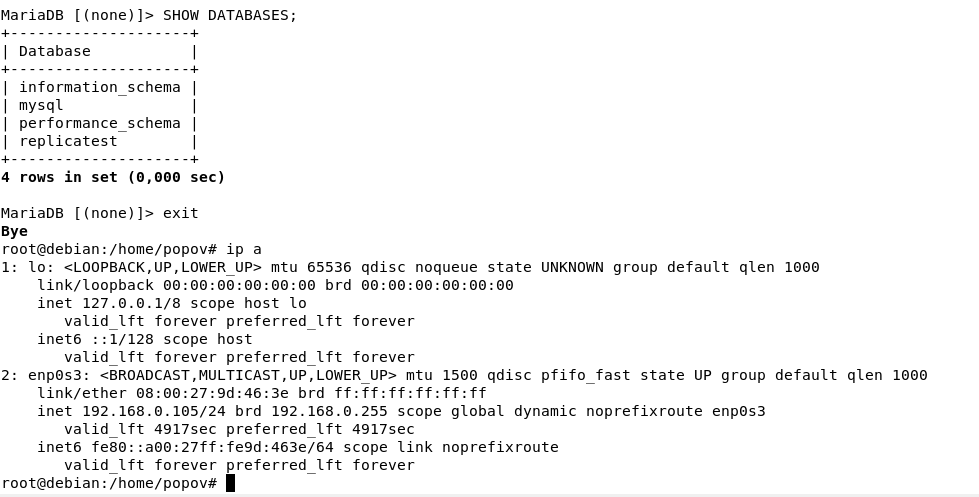 MariaDB [(none)]> SHOW DATABASES;
+--------------------+
| Database           |
+--------------------+
| information_schema |
| mysql              |
| performance_schema |
| replicatest        |
+--------------------+
4 rows in set (0,000 sec)

MariaDB [(none)]> exit
Bye
root@debian:/home/popov# ip a
1: lo: <LOOPBACK,UP,LOWER_UP> mtu 65536 qdisc noqueue state UNKNOWN group default qlen 1000
    link/loopback 00:00:00:00:00:00 brd 00:00:00:00:00:00
    inet 127.0.0.1/8 scope host lo
       valid_lft forever preferred_lft forever
    inet6 ::1/128 scope host
       valid_lft forever preferred_lft forever
2: enp0s3: <BROADCAST,MULTICAST,UP,LOWER_UP> mtu 1500 qdisc pfifo_fast state UP group default qlen 1000
    link/ether 08:00:27:9d:46:3e brd ff:ff:ff:ff:ff:ff
    inet 192.168.0.105/24 brd 192.168.0.255 scope global dynamic noprefixroute enp0s3
       valid_lft 4917sec preferred_lft 4917sec
    inet6 fe80::a00:27ff:fe9d:463e/64 scope link noprefixroute
       valid_lft forever preferred_lft forever
root@debian:/home/popov#